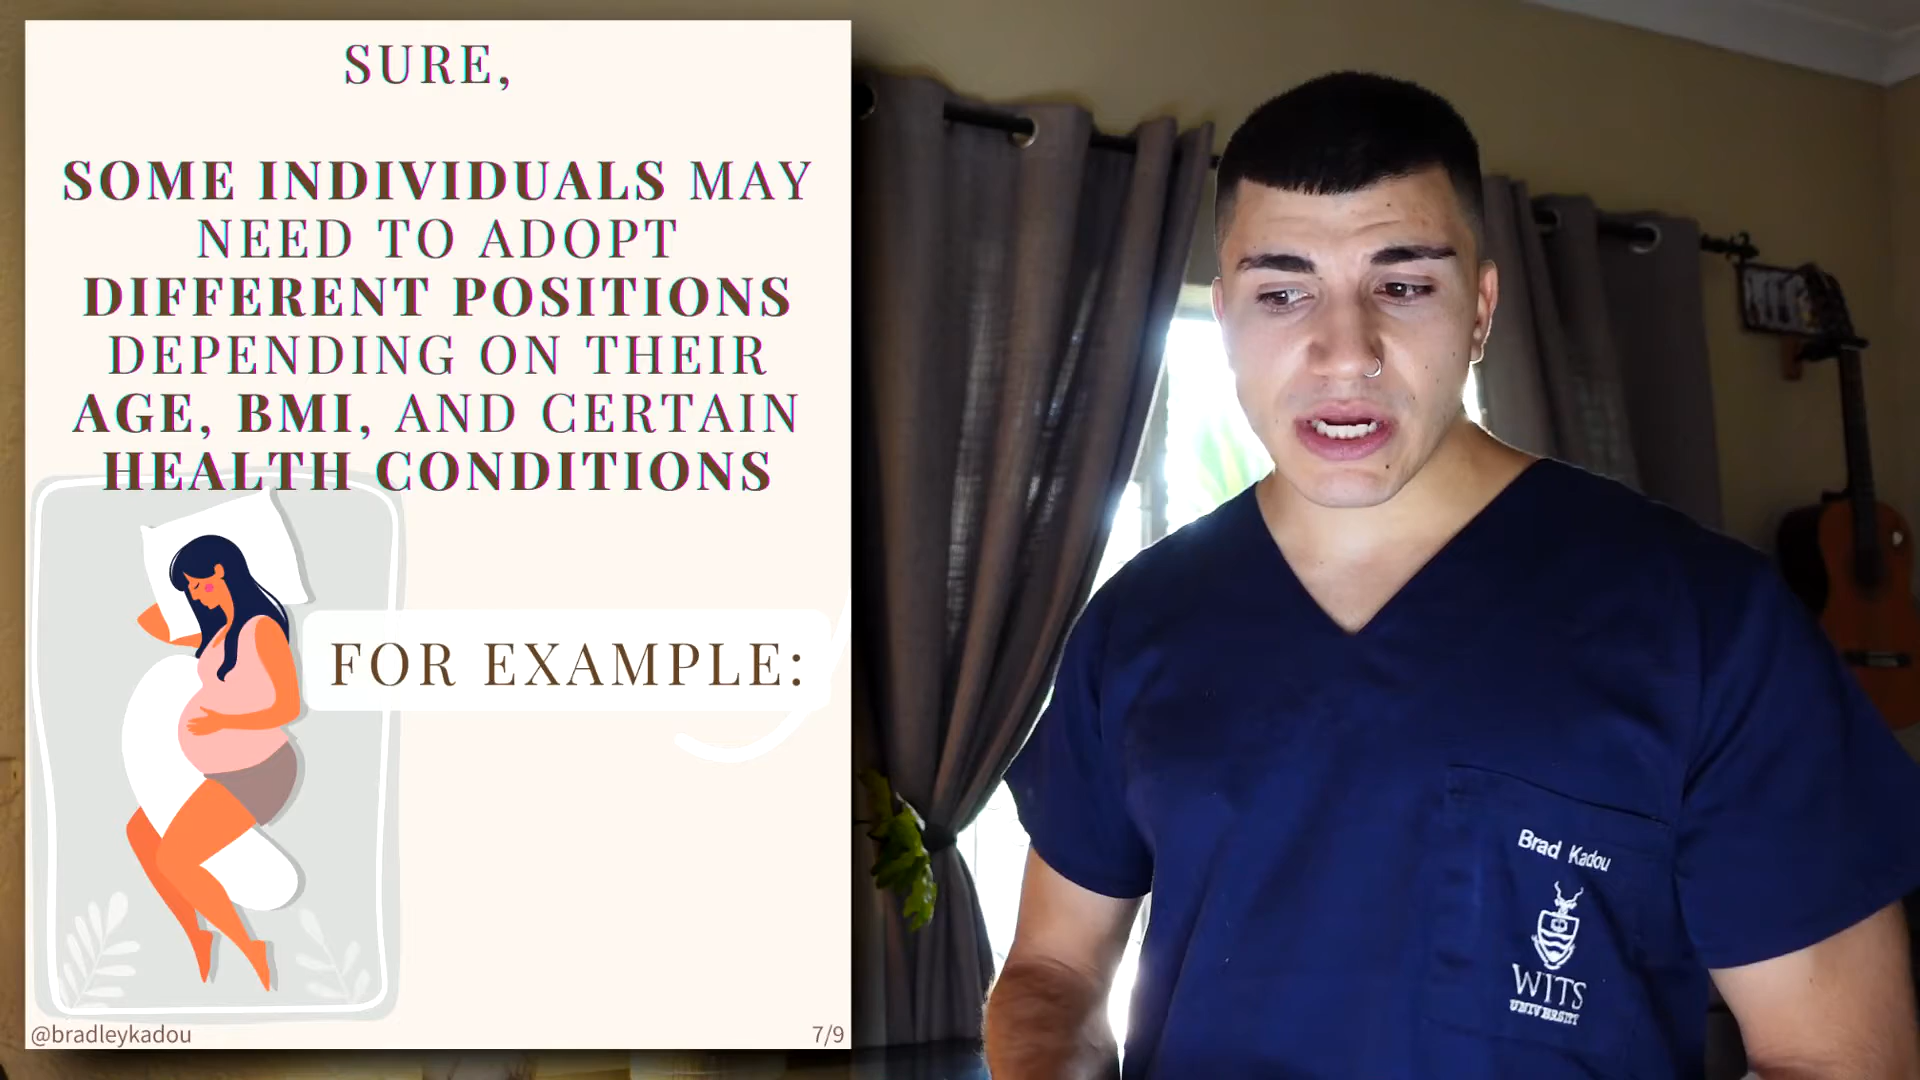 SURE,
SOME INDIVIDUALS MAY
NEED TO ADOPT
DIFFERENT POSITIONS
DEPENDING ON THEIR
AGE, BMI, AND CERTAIN
HEALTH CONDITIONS
FOR EXAMPLE:
@bradleykadou
7/9
Brad Kadou
WITS
UNIVERSITY